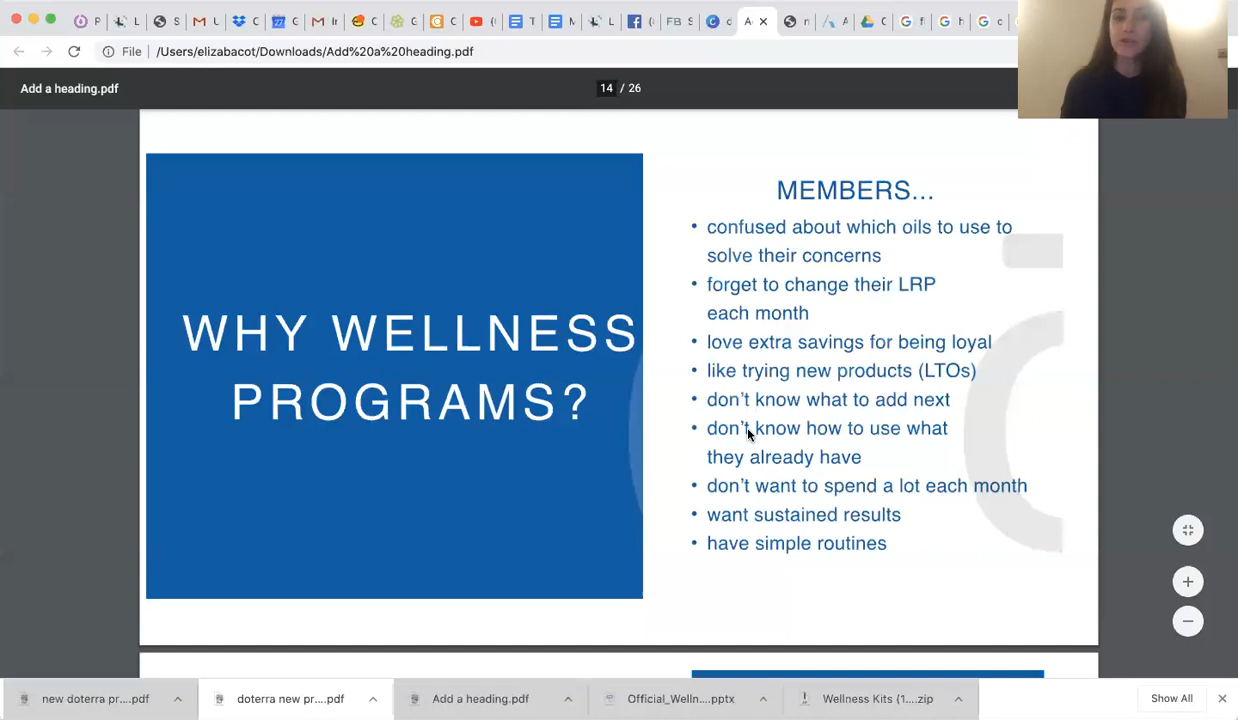 P
L
S
U
C
G
In
C
G
C
(
T
M
L
(
FB S
C
A
n
A
G
f
h
c
File
/Users/elizabacot/Downloads/Add%20a%20heading.pdf
Add a heading.pdf
14 / 26
WHY WELLNESS
PROGRAMS?
MEMBERS...
• confused about which oils to use to
solve their concerns
• forget to change their LRP
each month
• love extra savings for being loyal
• like trying new products (LTOs)
• don't know what to add next
• don't know how to use what
they already have
• don't want to spend a lot each month
• want sustained results
• have simple routines
new doterra pr....pdf
doterra new pr....pdf
Add a heading.pdf
Official_Welln....pptx
Wellness Kits (1....zip
Show All